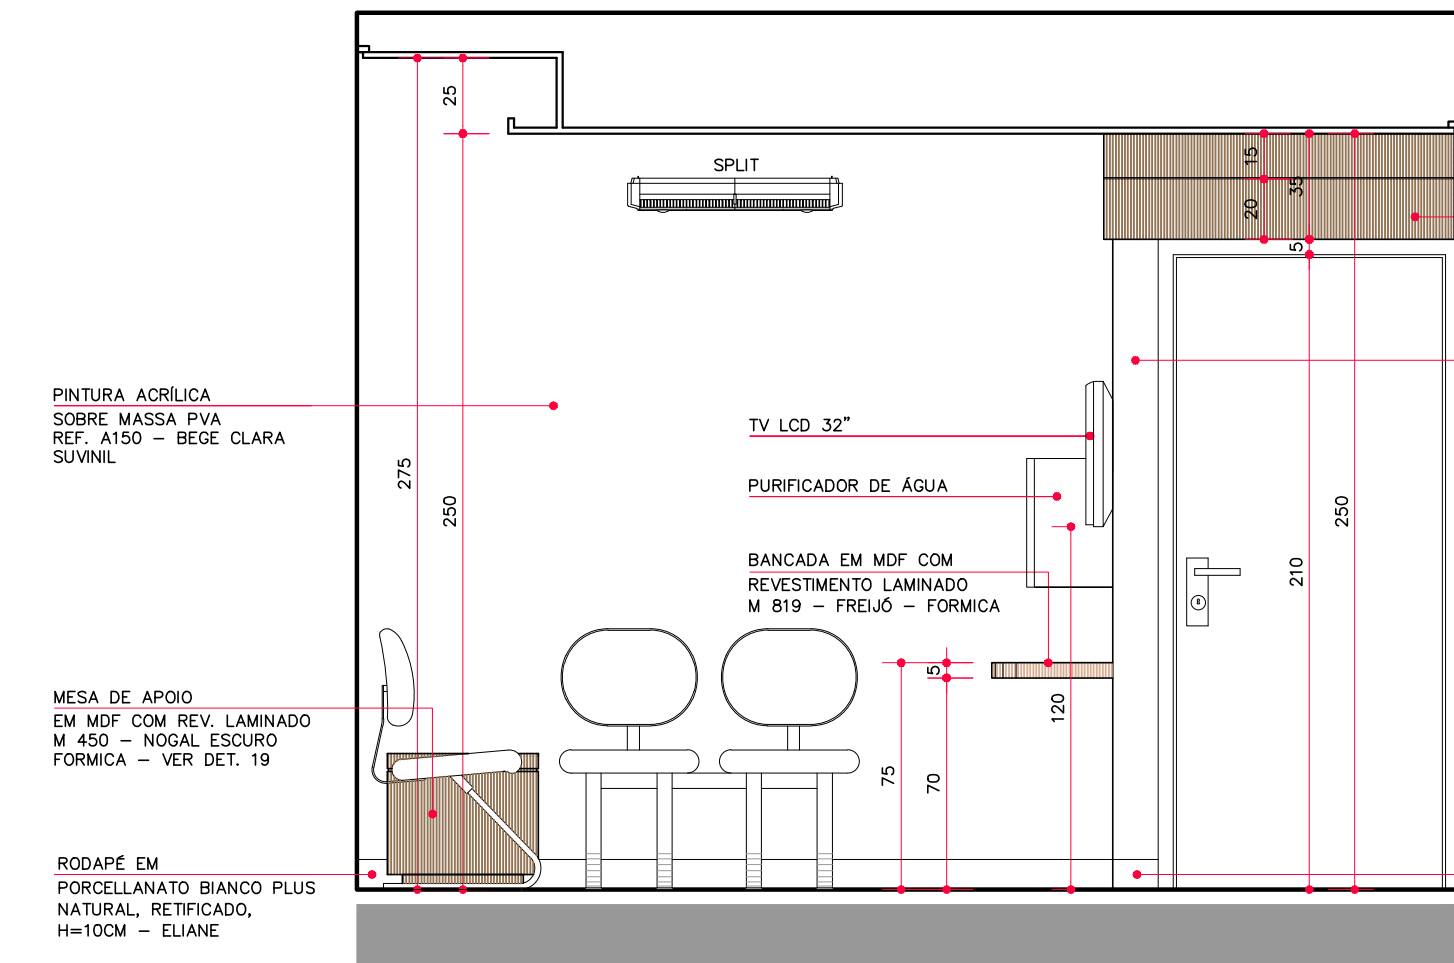 25
SPLIT
15
35
20
5
PINTURA ACRÍLICA
SOBRE MASSA PVA
REF. A150 – BEGE CLARA
SUVINIL
275
250
TV LCD 32”
PURIFICADOR DE ÁGUA
250
BANCADA EM MDF COM
REVESTIMENTO LAMINADO
M 819 – FREIJÓ – FORMICA
210
MESA DE APOIO
EM MDF COM REV. LAMINADO
M 450 – NOGAL ESCURO
FORMICA – VER DET. 19
5
120
75
70
RODAPÉ EM
PORCELLANATO BIANCO PLUS
NATURAL, RETIFICADO,
H=10CM – ELIANE